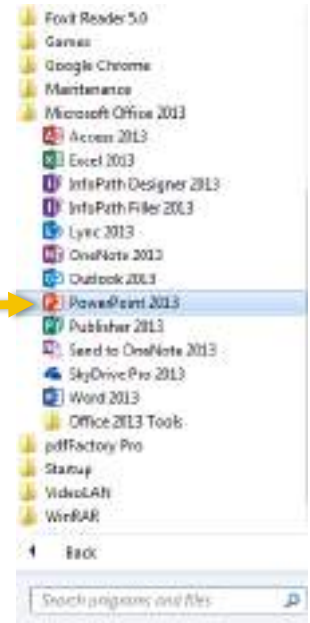 Foxit Reader 5.0
Games
Google Chrome
Maintenance
Microsoft Office 2013
Access 2013
Excel 2013
InfoPath Designer 2013
InfoPath Filler 2013
Lync 2013
OneNote 2013
Outlook 2013
PowerPoint 2013
Publisher 2013
Send to OneNote 2013
SkyDrive Pro 2013
Word 2013
Office 2013 Tools
pdfFactory Pro
Startup
VideoLAN
WinRAR
Back
Search programs and files